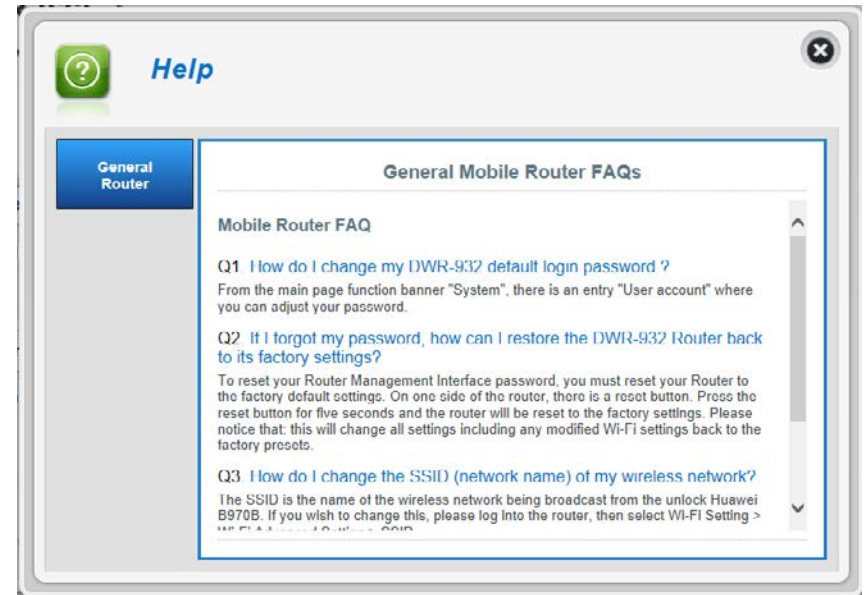 Help
General
Router
General Mobile Router FAQs
Mobile Router FAQ
Q1. How do I change my DWR-932 default login password ?
From the main page function banner "System", there is an entry "User account" where
you can adjust your password.
Q2. If I forgot my password, how can I restore the DWR-932 Router back
to its factory settings?
To reset your Router Management Interface password, you must reset your Router to
the factory default settings. On one side of the router, there is a reset button. Press the
reset button for five seconds and the router will be reset to the factory settings. Please
notice that: this will change all settings including any modified Wi-Fi settings back to the
factory presets.
Q3. How do I change the SSID (network name) of my wireless network?
The SSID is the name of the wireless network being broadcast from the unlock Huawei
B970B. If you wish to change this, please log into the router, then select WI-FI Setting >